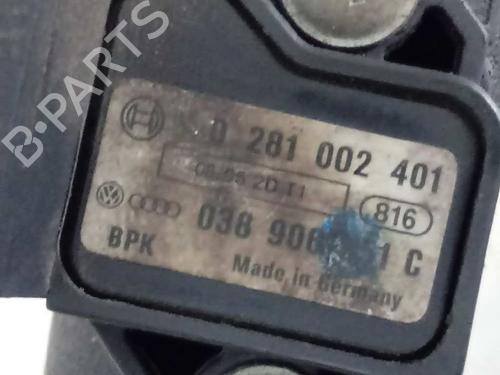 B-PARTS
0 281 002 401
816
038 906 C
BPK
Made in Germany